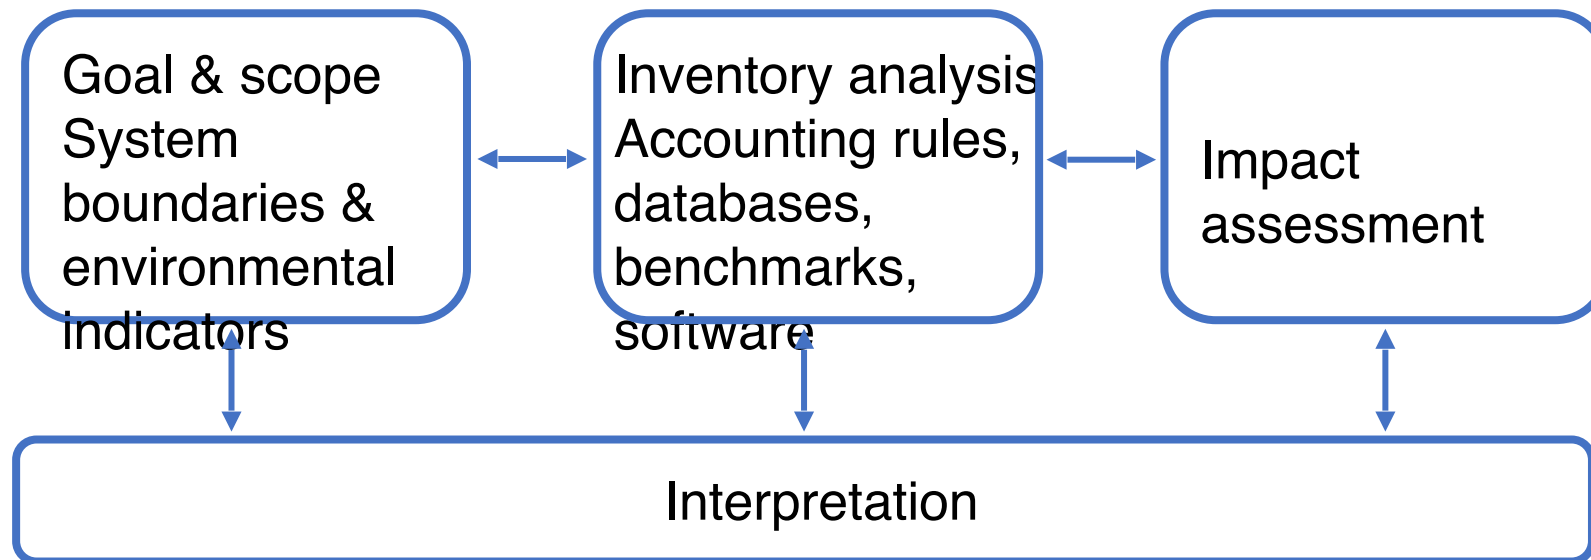 Goal & scope
System
boundaries &
environmental
indicators
Inventory analysis
Accounting rules,
databases,
benchmarks,
software
Impact
assessment
Interpretation